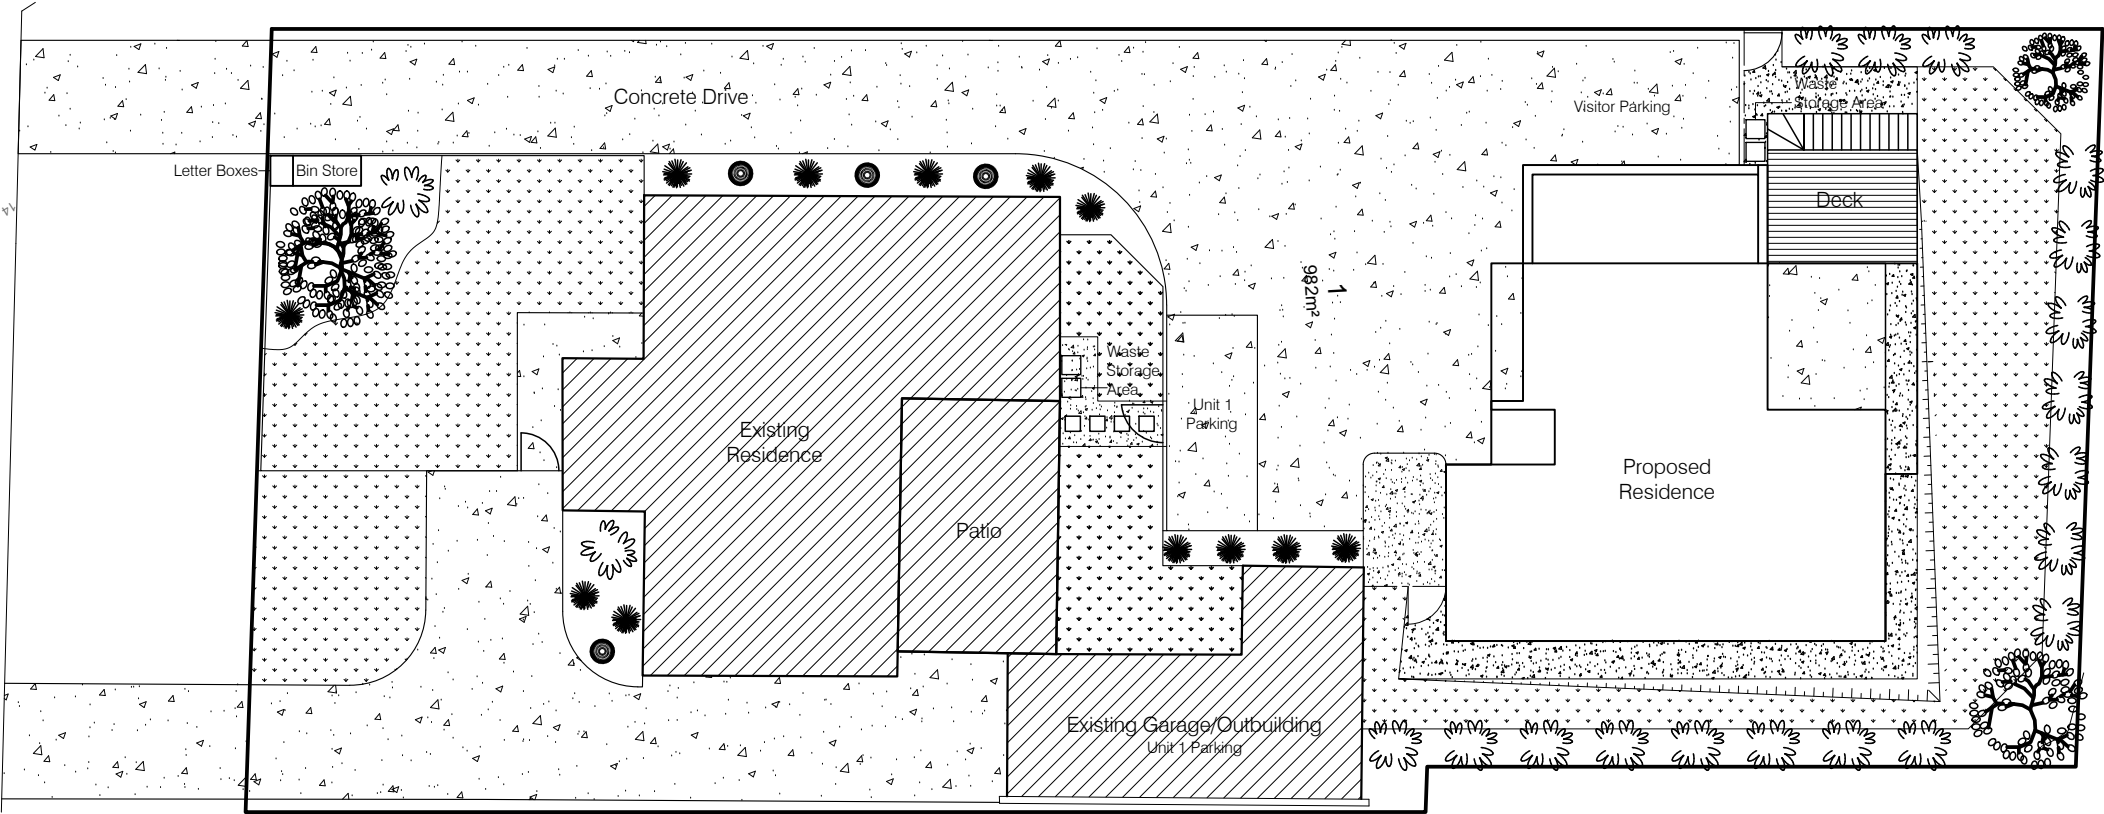 Concrete Drive
Visitor Parking
Waste
Storage Area
Letter Boxes
Bin Store
Deck
14
1
982m²
Waste
Storage
Area
Unit 1
Parking
Existing
Residence
Patio
Proposed
Residence
Existing Garage/Outbuilding
Unit 1 Parking